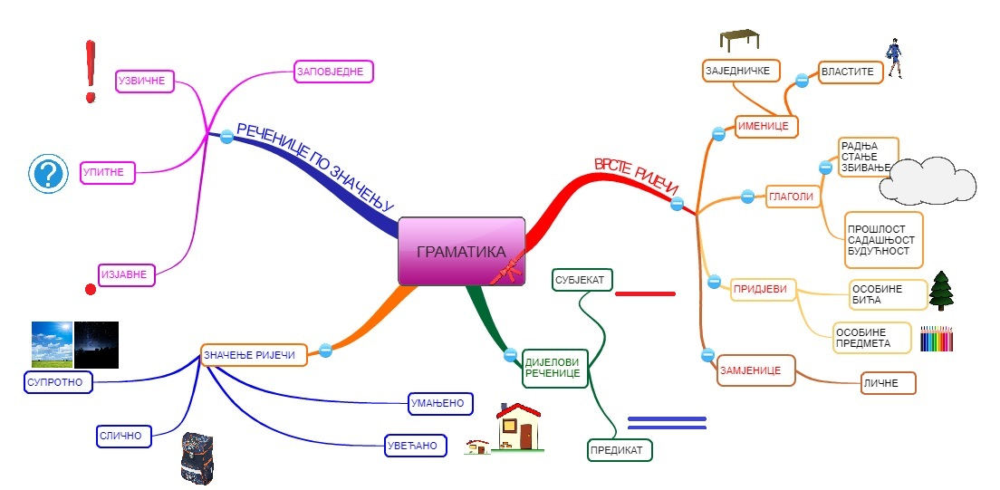 РЕЧЕНИЦЕ ПО ЗНАЧЕЊУ
УЗВИЧНЕ
ЗАПОВЈЕДНЕ
УПИТНЕ
?
ИЗЈАВНЕ
ГРАМАТИКА
ВРСТЕ РИЈЕЧИ
ИМЕНИЦЕ
ЗАЈЕДНИЧКЕ
ВЛАСТИТЕ
ГЛАГОЛИ
РАДЊА
СТАЊЕ
ЗБИВАЊЕ
ПРОШЛОСТ
САДАШЊОСТ
БУДУЋНОСТ
ПРИДЈЕВИ
ОСОБИНЕ
БИЋА
ОСОБИНЕ
ПРЕДМЕТА
ЗАМЈЕНИЦЕ
ЛИЧНЕ
ДИЈЕЛОВИ
РЕЧЕНИЦЕ
СУБЈЕКАТ
ПРЕДИКАТ
ЗНАЧЕЊЕ РИЈЕЧИ
СУПРОТНО
СЛИЧНО
УМАЊЕНО
УВЕЋАНО